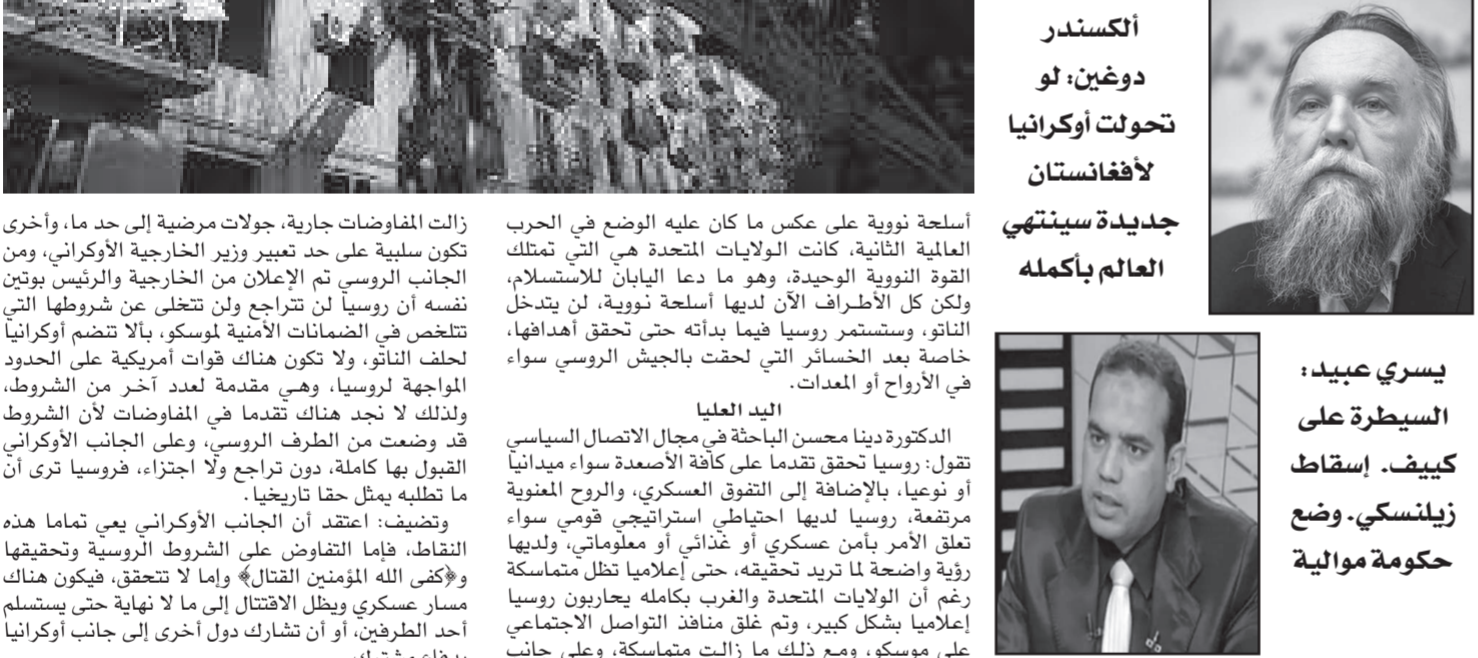 ألكسندر
دوغين: لو
تحولت أوكرانيا
لأفغانستان
جديدة سينتهي
العالم بأكمله
يسري عبيد:
السيطرة على
كييف. إسقاط
زيلنسكي. وضع
حكومة موالية
أسلحة نووية على عكس ما كان عليه الوضع في الحرب
العالمية الثانية، كانت الولايات المتحدة هي التي تمتلك
القوة النووية الوحيدة، وهو ما دعا اليابان للاستسلام،
ولكن كل الأطراف الآن لديها أسلحة نووية، لن يتدخل
الناتو، وستستمر روسيا فيما بدأته حتى تحقق أهدافها،
خاصة بعد الخسائر التي لحقت بالجيش الروسي سواء
في الأرواح أو المعدات.
اليد العليا
الدكتورة دينا محسن الباحثة في مجال الاتصال السياسي
تقول: روسيا تحقق تقدما على كافة الأصعدة سواء ميدانيا
أو نوعيا، بالإضافة إلى التفوق العسكري، والروح المعنوية
مرتفعة، روسيا لديها احتياطي استراتيجي قومي سواء
تعلق الأمر بأمن عسكري أو غذائي أو معلوماتي، ولديها
رؤية واضحة لما تريد تحقيقه، حتى إعلاميا تظل متماسكة
رغم أن الولايات المتحدة والغرب بكامله يحاربون روسيا
إعلاميا بشكل كبير، وتم غلق منافذ التواصل الاجتماعي
على موسكو، ومع ذلك ما زالت متماسكة، وعلى جانب
زالت المفاوضات جارية، جولات مرضية إلى حد ما، وأخرى
تكون سلبية على حد تعبير وزير الخارجية الأوكراني، ومن
الجانب الروسي تم الإعلان من الخارجية والرئيس بوتين
نفسه أن روسيا لن تتراجع ولن تتخلى عن شروطها التي
تتلخص في الضمانات الأمنية لموسكو، بألا تنضم أوكرانيا
لحلف الناتو، ولا تكون هناك قوات أمريكية على الحدود
المواجهة لروسيا، وهي مقدمة لعدد آخر من الشروط،
ولذلك لا نجد هناك تقدما في المفاوضات لأن الشروط
قد وضعت من الطرف الروسي، وعلى الجانب الأوكراني
القبول بها كاملة، دون تراجع ولا اجتزاء، فروسيا ترى أن
ما تطلبه يمثل حقا تاريخيا.
وتضيف: اعتقد أن الجانب الأوكراني يعي تماما هذه
النقاط، فإما التفاوض على الشروط الروسية وتحقيقها
و﴿كفى الله المؤمنين القتال﴾ وإما لا تتحقق، فيكون هناك
مسار عسكري ويظل الاقتتال إلى ما لا نهاية حتى يستسلم
أحد الطرفين، أو أن تشارك دول أخرى إلى جانب أوكرانيا